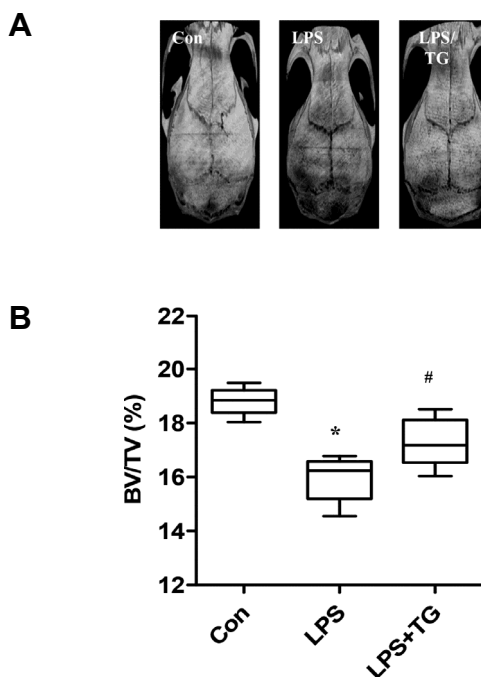 A
Con LPS LPS/
TG
B
22
20
18
16
14
12
BV/TV (%)
*
#
Con LPS LPS+TG